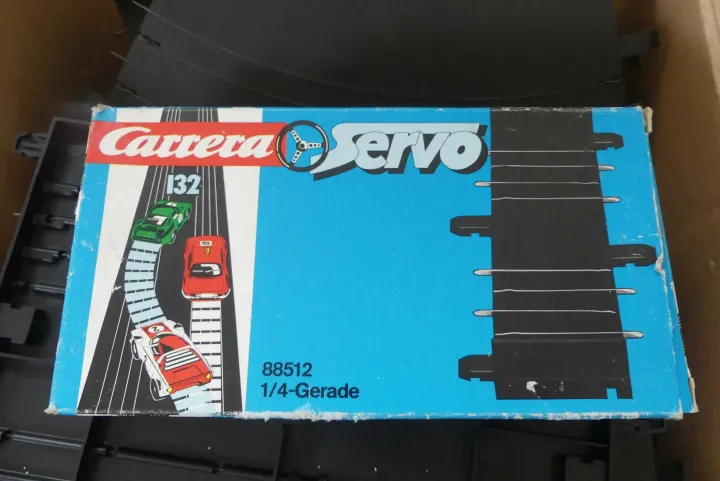 Carrera Servo
132
88512
1/4-Gerade